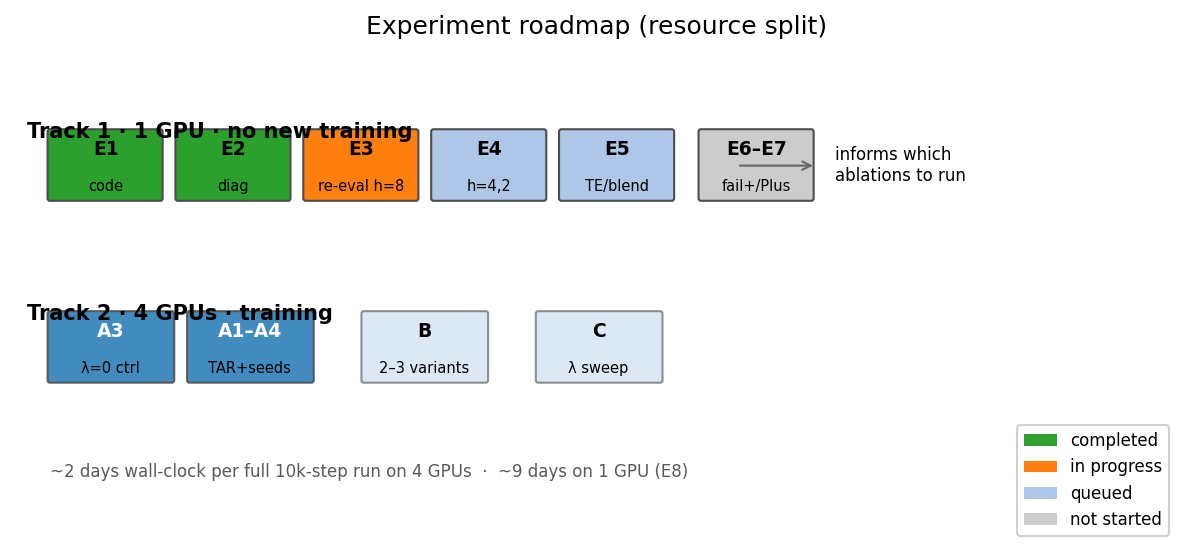 Experiment roadmap (resource split)
Track 1 · 1 GPU · no new training
E1
code
E2
diag
E3
re-eval h=8
E4
h=4,2
E5
TE/blend
E6–E7
fail+/Plus
informs which
ablations to run
Track 2 · 4 GPUs · training
A3
λ=0 ctrl
A1–A4
TAR+seeds
B
2–3 variants
C
λ sweep
~2 days wall-clock per full 10k-step run on 4 GPUs · ~9 days on 1 GPU (E8)
completed
in progress
queued
not started